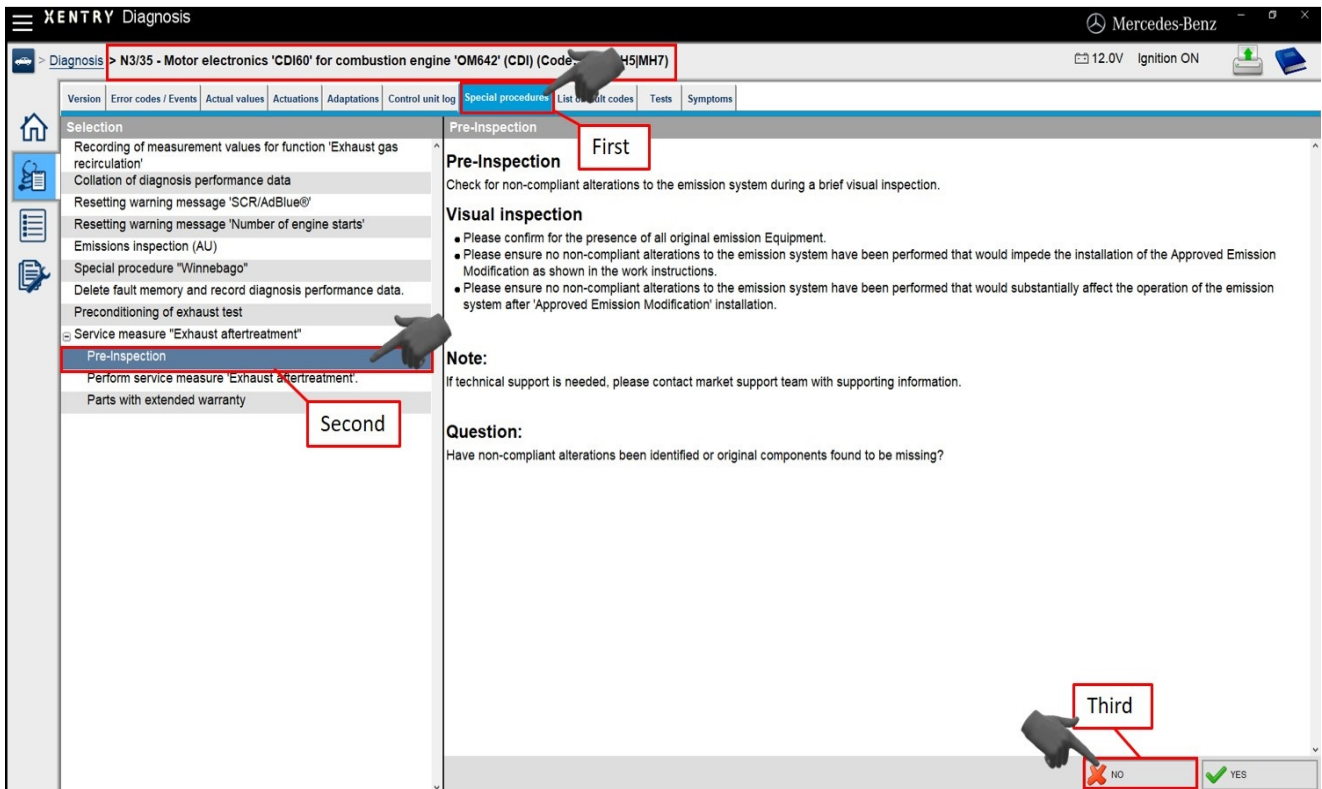 XENTRY Diagnosis
Mercedes-Benz
> Diagnosis > N3/35 - Motor electronics 'CDI60' for combustion engine 'OM642' (CDI) (Code H5|MH7)
12.0V Ignition ON
Version Error codes / Events Actual values Actuations Adaptations Control unit log Special procedures List of fault codes Tests Symptoms
First
Selection
Recording of measurement values for function 'Exhaust gas
recirculation'
Collation of diagnosis performance data
Resetting warning message 'SCR/AdBlue®'
Resetting warning message 'Number of engine starts'
Emissions inspection (AU)
Special procedure "Winnebago"
Delete fault memory and record diagnosis performance data.
Preconditioning of exhaust test
Service measure "Exhaust aftertreatment"
Pre-Inspection
Perform service measure 'Exhaust aftertreatment'.
Parts with extended warranty
Second
Pre-Inspection
Pre-Inspection
Check for non-compliant alterations to the emission system during a brief visual inspection.
Visual inspection
• Please confirm for the presence of all original emission Equipment.
• Please ensure no non-compliant alterations to the emission system have been performed that would impede the installation of the Approved Emission
Modification as shown in the work instructions.
• Please ensure no non-compliant alterations to the emission system have been performed that would substantially affect the operation of the emission
system after 'Approved Emission Modification' installation.
Note:
If technical support is needed, please contact market support team with supporting information.
Question:
Have non-compliant alterations been identified or original components found to be missing?
Third
NO
YES